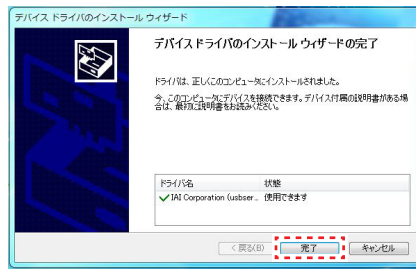 デバイス ドライバのインストール ウィザード
デバイス ドライバのインストール ウィザードの完了
ドライバは、正しくこのコンピュータにインストールされました。
今、このコンピュータにデバイスを接続できます。デバイス付属の説明書がある場
合は、最初に説明書をお読みください。
ドライバ名 状態
IAI Corporation (usbser... 使用できます
< 戻る(B) 完了 キャンセル